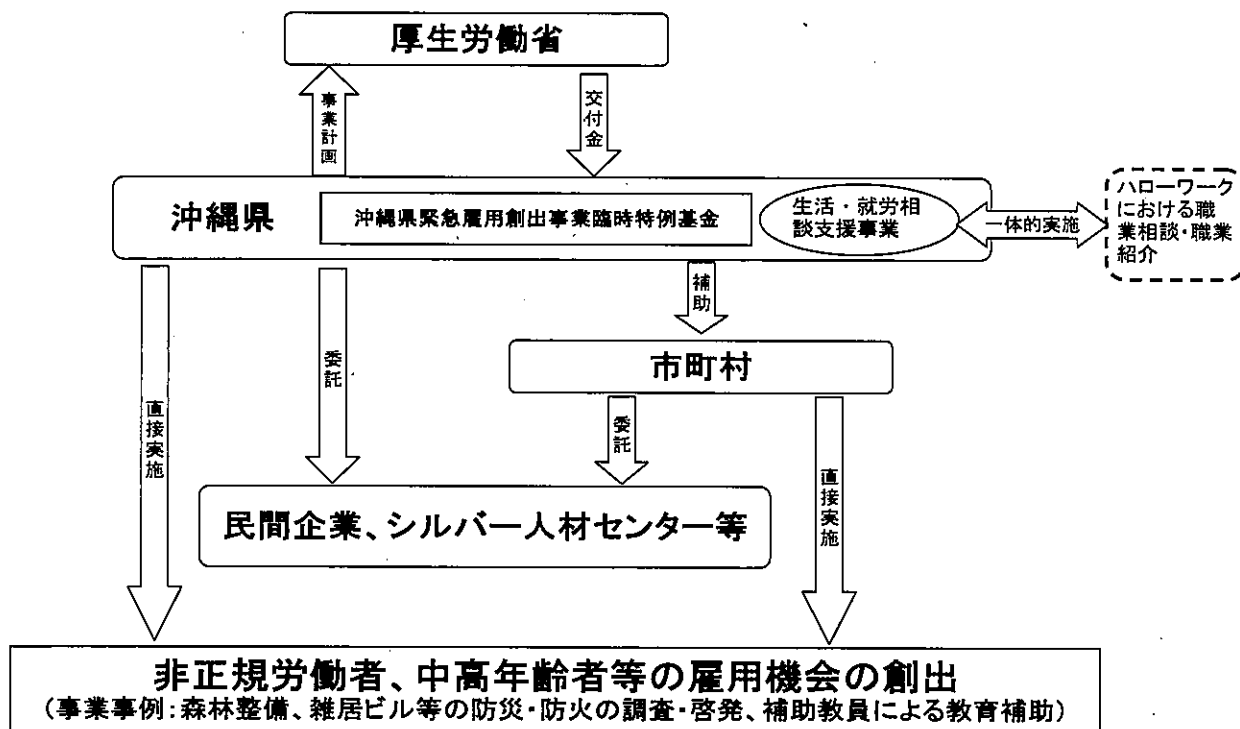 厚生労働省
事業計画
交付金
沖縄県
沖縄県緊急雇用創出事業臨時特例基金
生活・就労相
談支援事業
一体的実施
ハローワーク
における職
業相談・職業
紹介
補助
市町村
直接実施
委託
委託
直接実施
民間企業、シルバー人材センター等
非正規労働者、中高年齢者等の雇用機会の創出
（事業事例：森林整備、雑居ビル等の防災・防火の調査・啓発、補助教員による教育補助）